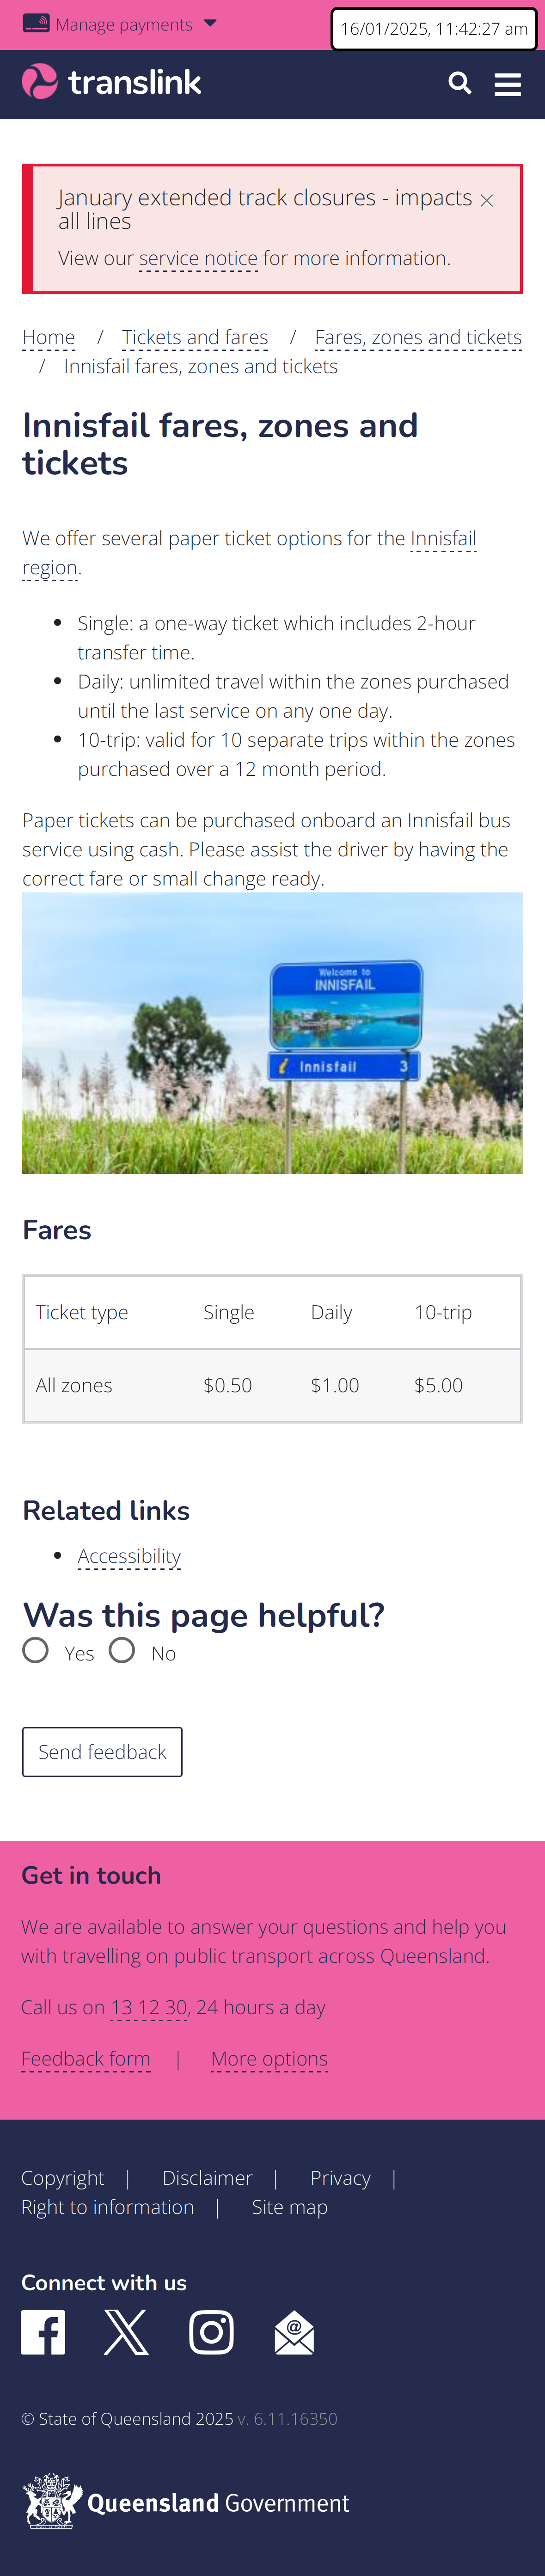 Manage payments
16/01/2025, 11:42:27 am
translink
January extended track closures - impacts
all lines
View our service notice for more information.
Home / Tickets and fares / Fares, zones and tickets
/ Innisfail fares, zones and tickets
Innisfail fares, zones and
tickets
We offer several paper ticket options for the Innisfail
region.
• Single: a one-way ticket which includes 2-hour
transfer time.
• Daily: unlimited travel within the zones purchased
until the last service on any one day.
• 10-trip: valid for 10 separate trips within the zones
purchased over a 12 month period.
Paper tickets can be purchased onboard an Innisfail bus
service using cash. Please assist the driver by having the
correct fare or small change ready.
Welcome to
INNISFAIL
i Innisfail 3
Fares
Ticket type Single Daily 10-trip
All zones $0.50 $1.00 $5.00
Related links
• Accessibility
Was this page helpful?
Yes No
Send feedback
Get in touch
We are available to answer your questions and help you
with travelling on public transport across Queensland.
Call us on 13 12 30, 24 hours a day
Feedback form | More options
Copyright | Disclaimer | Privacy |
Right to information | Site map
Connect with us
© State of Queensland 2025 v. 6.11.16350
Queensland Government